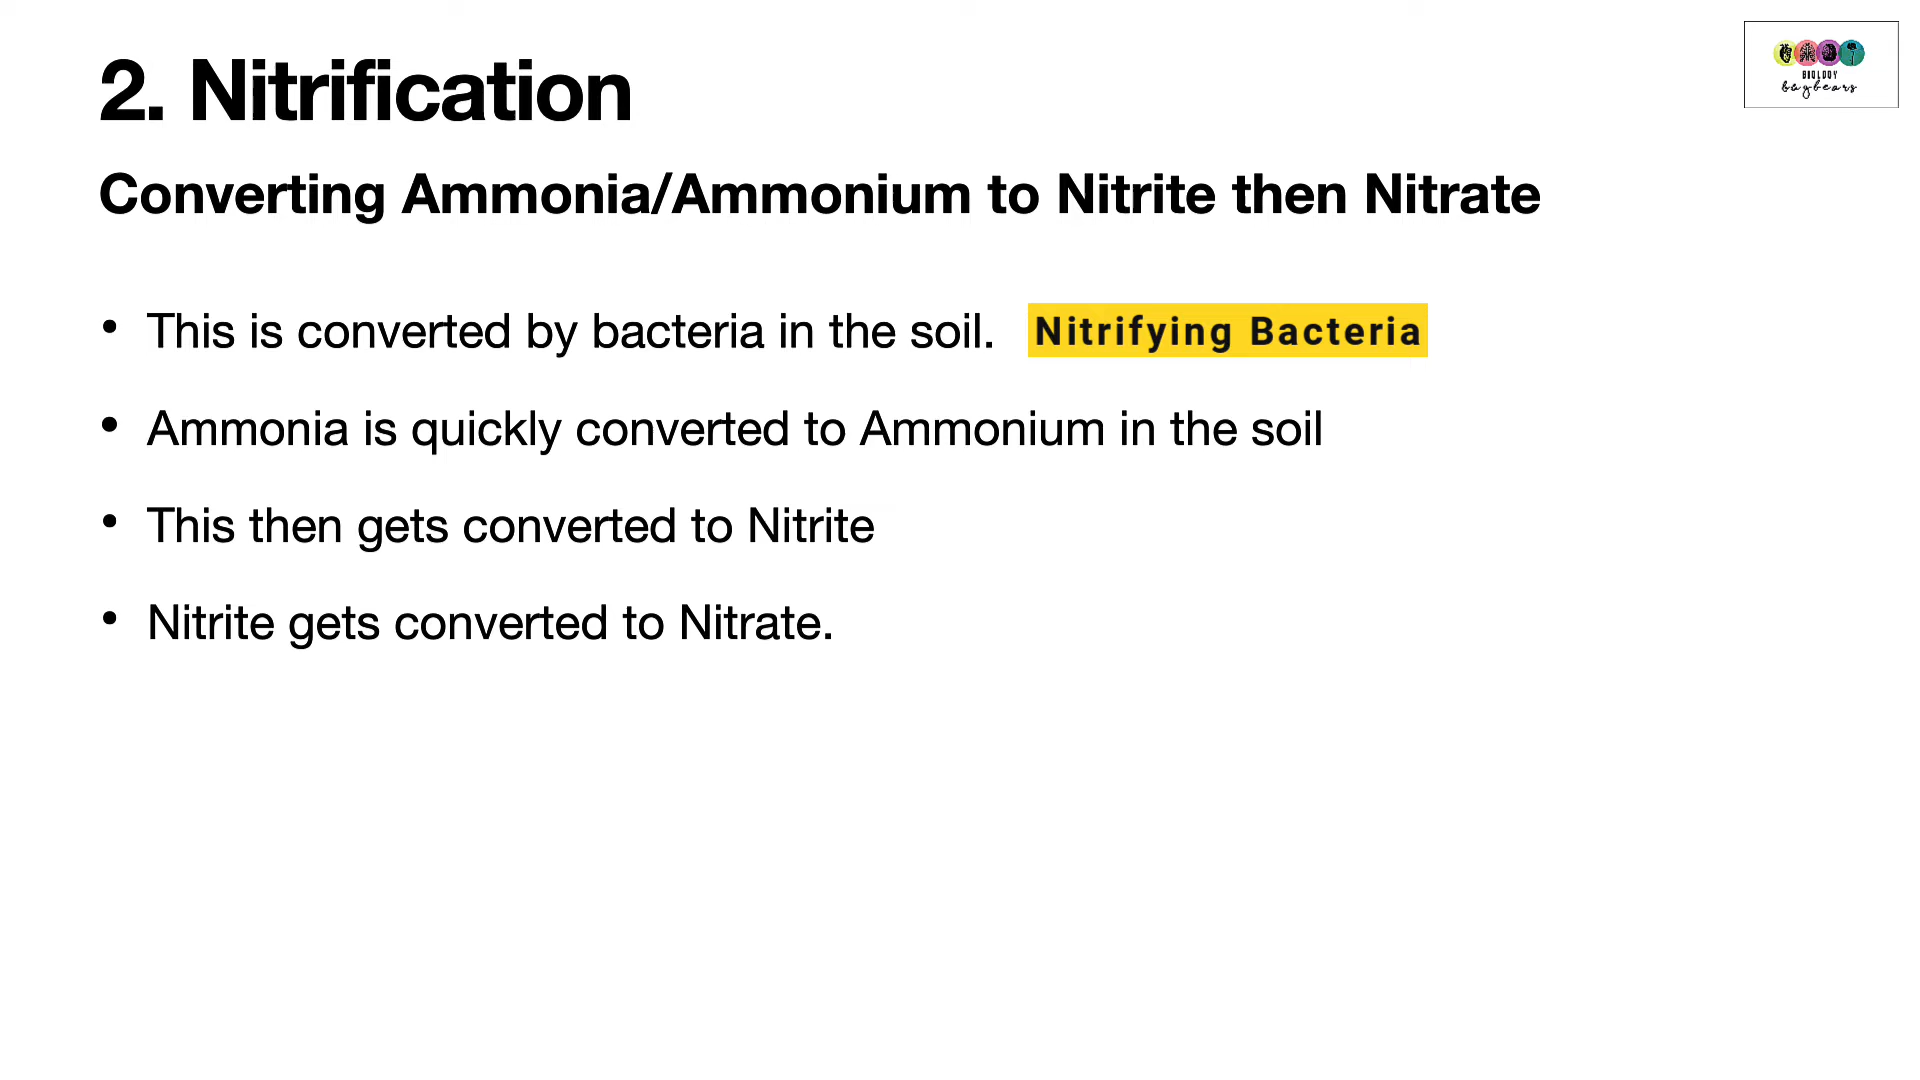 2. Nitrification
BIOLOGY
baybears
Converting Ammonia/Ammonium to Nitrite then Nitrate
• This is converted by bacteria in the soil. Nitrifying Bacteria
• Ammonia is quickly converted to Ammonium in the soil
• This then gets converted to Nitrite
• Nitrite gets converted to Nitrate.